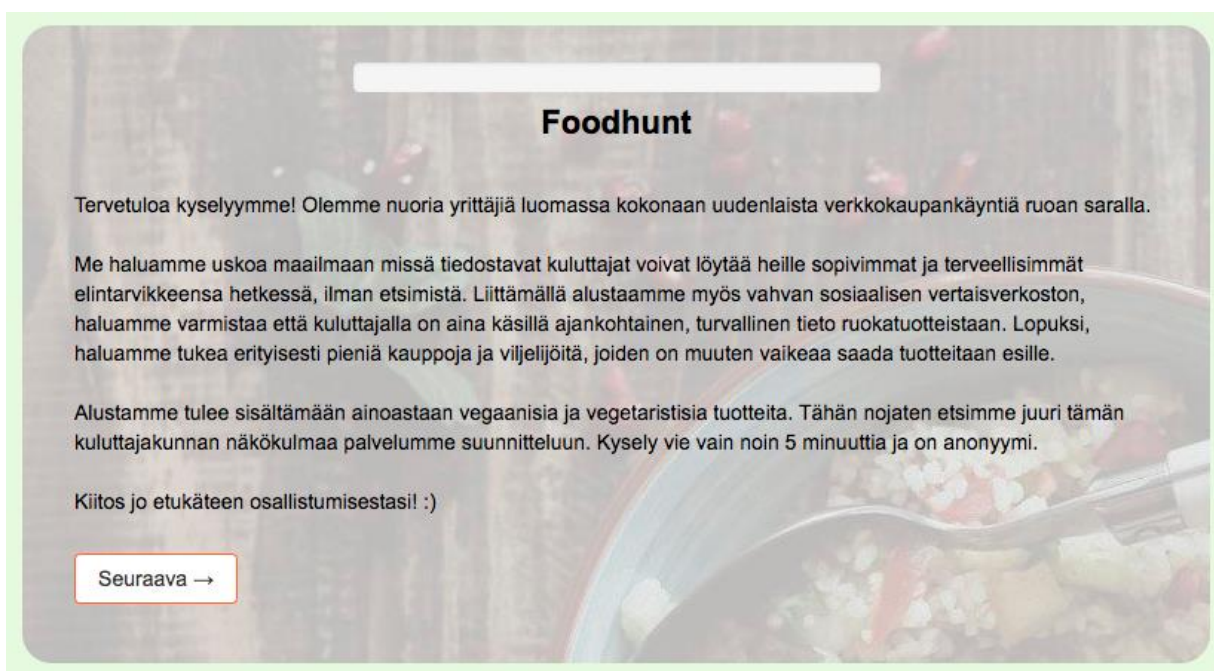 Foodhunt
Tervetuloa kyselyymme! Olemme nuoria yrittäjiä luomassa kokonaan uudenlaista verkkokaupankäyntiä ruoan saralla.
Me haluamme uskoa maailmaan missä tiedostavat kuluttajat voivat löytää heille sopivimmat ja terveellisimmät
elintarvikkeensa hetkessä, ilman etsimistä. Liittämällä alustaamme myös vahvan sosiaalisen vertaisverkoston,
haluamme varmistaa että kuluttajalla on aina käsillä ajankohtainen, turvallinen tieto ruokatuotteistaan. Lopuksi,
haluamme tukea erityisesti pieniä kauppoja ja viljelijöitä, joiden on muuten vaikeaa saada tuotteitaan esille.
Alustamme tulee sisältämään ainoastaan vegaanisia ja vegetaristisia tuotteita. Tähän nojaten etsimme juuri tämän
kuluttajakunnan näkökulmaa palvelumme suunnitteluun. Kysely vie vain noin 5 minuuttia ja on anonyymi.
Kiitos jo etukäteen osallistumisestasi! :)
Seuraava →